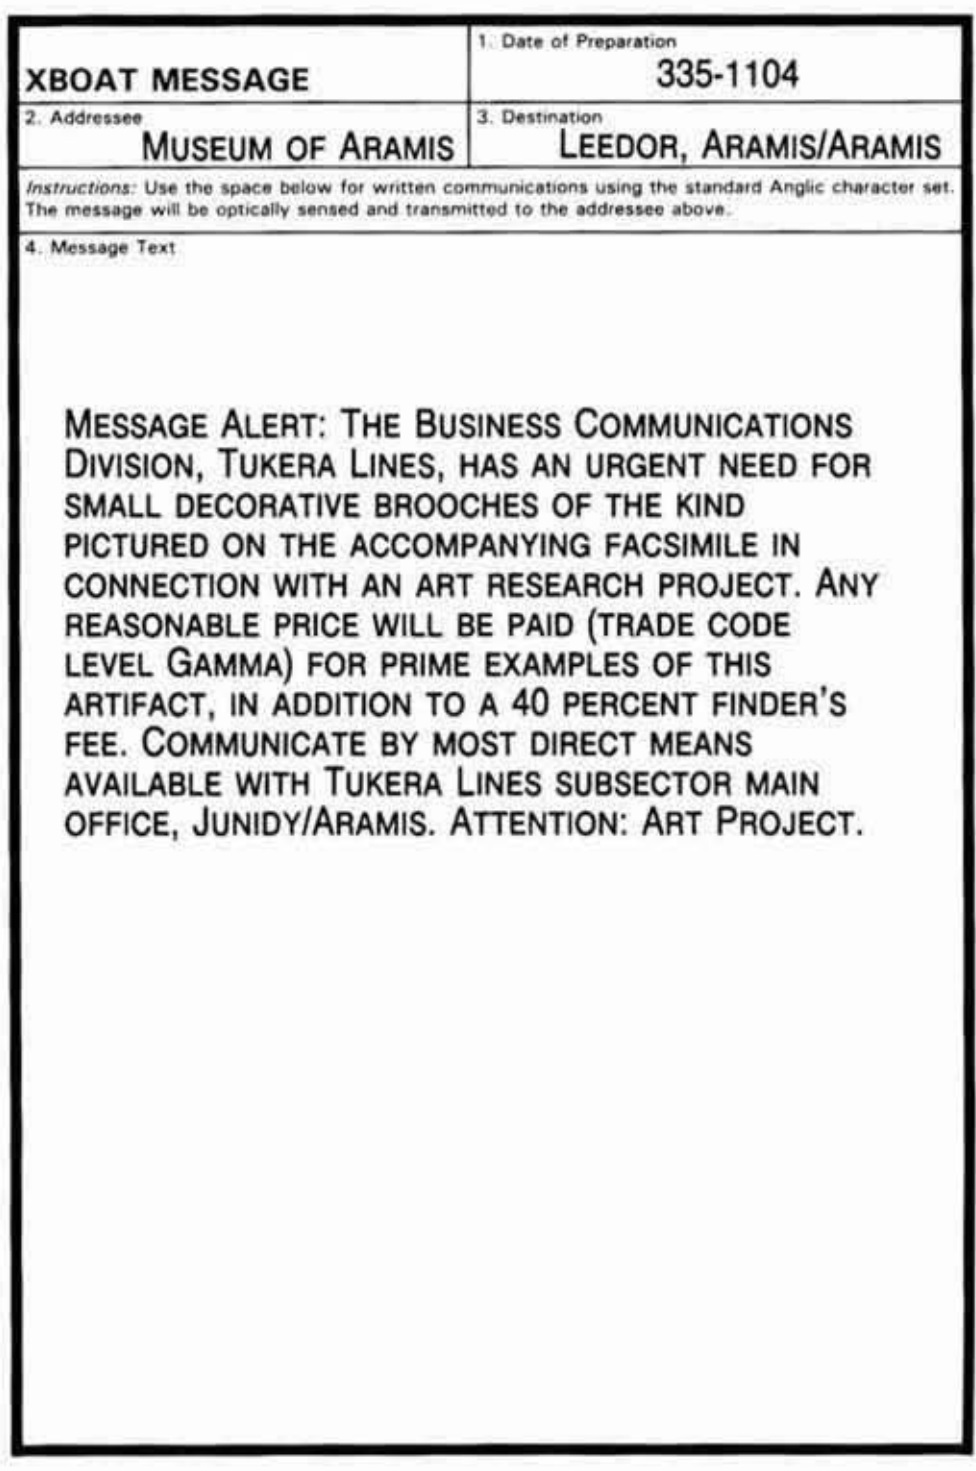 XBOAT MESSAGE
1. Date of Preparation
335-1104
2. Addressee
MUSEUM OF ARAMIS
3. Destination
LEEDOR, ARAMIS/ARAMIS
Instructions: Use the space below for written communications using the standard Anglic character set.
The message will be optically sensed and transmitted to the addressee above.
4. Message Text
MESSAGE ALERT: THE BUSINESS COMMUNICATIONS
DIVISION, TUKERA LINES, HAS AN URGENT NEED FOR
SMALL DECORATIVE BROOCHES OF THE KIND
PICTURED ON THE ACCOMPANYING FACSIMILE IN
CONNECTION WITH AN ART RESEARCH PROJECT. ANY
REASONABLE PRICE WILL BE PAID (TRADE CODE
LEVEL GAMMA) FOR PRIME EXAMPLES OF THIS
ARTIFACT, IN ADDITION TO A 40 PERCENT FINDER'S
FEE. COMMUNICATE BY MOST DIRECT MEANS
AVAILABLE WITH TUKERA LINES SUBSECTOR MAIN
OFFICE, JUNIDY/ARAMIS. ATTENTION: ART PROJECT.